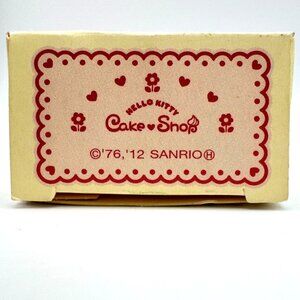 HELLO KITTY
Cake Shop
©'76,'12 SANRIO Ⓗ